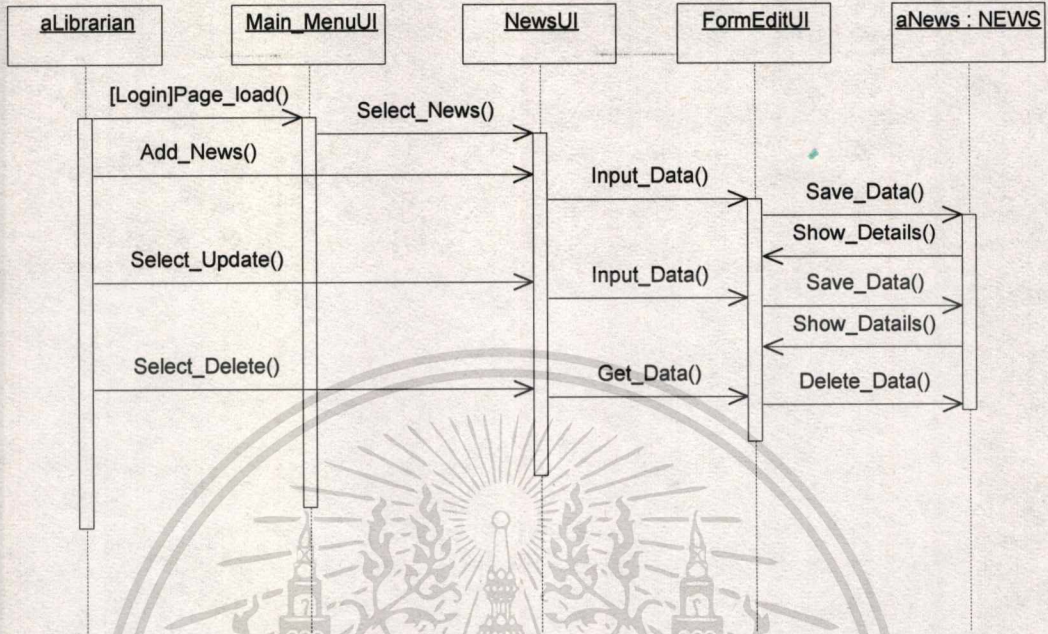 aLibrarian
Main_MenuUI
NewsUI
FormEditUI
aNews : NEWS
[Login]Page_load()
Select_News()
Add_News()
Input_Data()
Save_Data()
Show_Details()
Select_Update()
Input_Data()
Save_Data()
Show_Datails()
Select_Delete()
Get_Data()
Delete_Data()